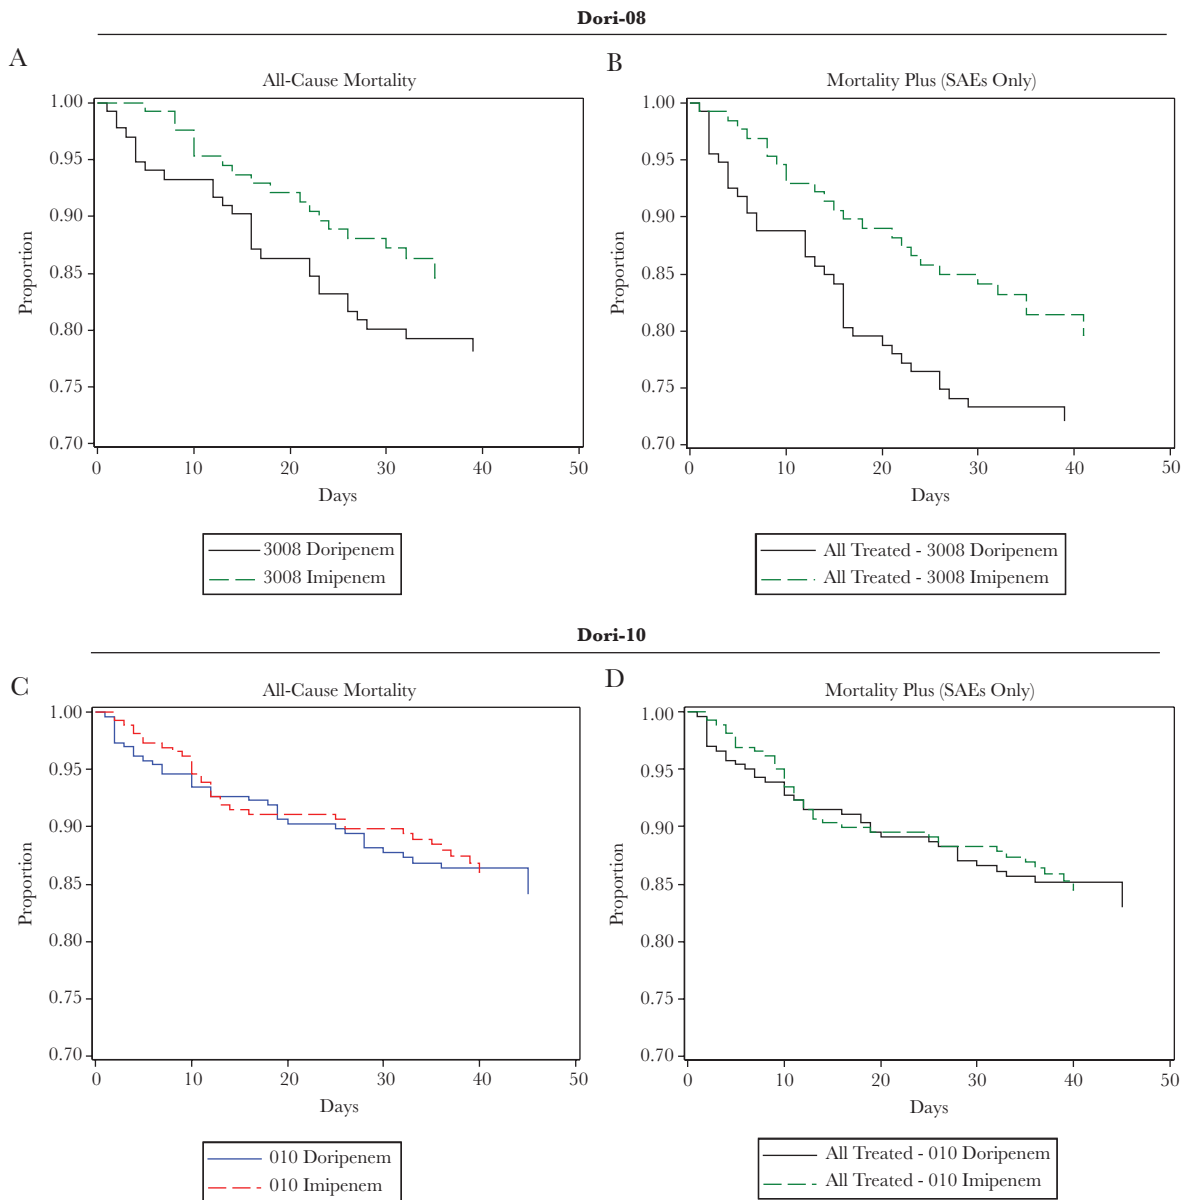 Dori-08
A
All-Cause Mortality
1.00
0.95
0.90
0.85
0.80
0.75
0.70
Proportion
0 10 20 30 40 50
Days
3008 Doripenem
3008 Imipenem
B
Mortality Plus (SAEs Only)
1.00
0.95
0.90
0.85
0.80
0.75
0.70
Proportion
0 10 20 30 40 50
Days
All Treated - 3008 Doripenem
All Treated - 3008 Imipenem
Dori-10
C
All-Cause Mortality
1.00
0.95
0.90
0.85
0.80
0.75
0.70
Proportion
0 10 20 30 40 50
Days
010 Doripenem
010 Imipenem
D
Mortality Plus (SAEs Only)
1.00
0.95
0.90
0.85
0.80
0.75
0.70
Proportion
0 10 20 30 40 50
Days
All Treated - 010 Doripenem
All Treated - 010 Imipenem